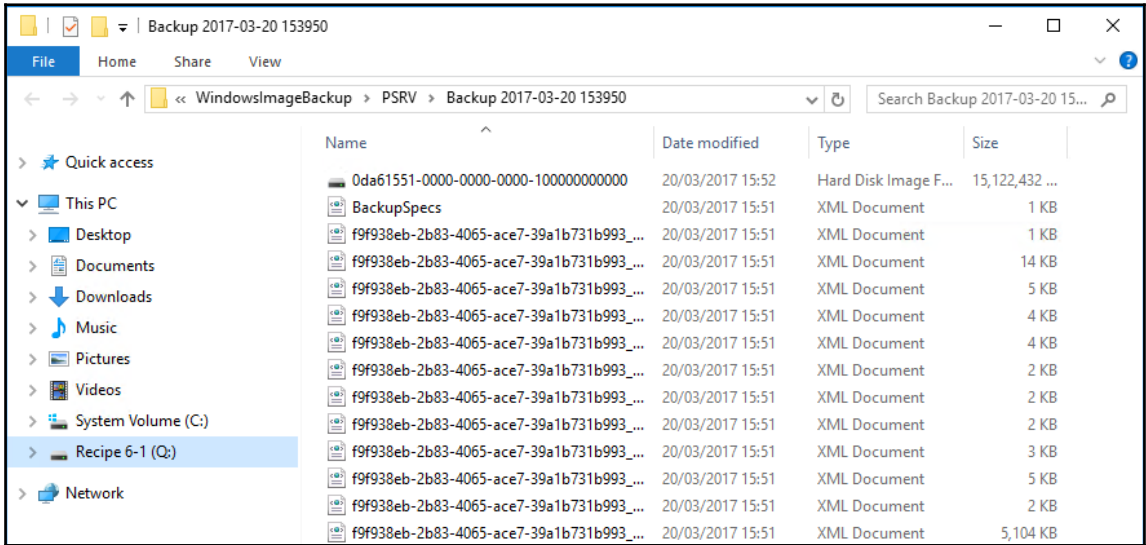 Backup 2017-03-20 153950
File Home Share View
« WindowsImageBackup > PSRV > Backup 2017-03-20 153950 Search Backup 2017-03-20 15...
Name Date modified Type Size
Quick access
This PC
Desktop
Documents
Downloads
Music
Pictures
Videos
System Volume (C:)
Recipe 6-1 (Q:)
Network
0da61551-0000-0000-0000-100000000000 20/03/2017 15:52 Hard Disk Image F... 15,122,432 ...
BackupSpecs 20/03/2017 15:51 XML Document 1 KB
f9f938eb-2b83-4065-ace7-39a1b731b993_... 20/03/2017 15:51 XML Document 1 KB
f9f938eb-2b83-4065-ace7-39a1b731b993_... 20/03/2017 15:51 XML Document 14 KB
f9f938eb-2b83-4065-ace7-39a1b731b993_... 20/03/2017 15:51 XML Document 5 KB
f9f938eb-2b83-4065-ace7-39a1b731b993_... 20/03/2017 15:51 XML Document 4 KB
f9f938eb-2b83-4065-ace7-39a1b731b993_... 20/03/2017 15:51 XML Document 4 KB
f9f938eb-2b83-4065-ace7-39a1b731b993_... 20/03/2017 15:51 XML Document 2 KB
f9f938eb-2b83-4065-ace7-39a1b731b993_... 20/03/2017 15:51 XML Document 2 KB
f9f938eb-2b83-4065-ace7-39a1b731b993_... 20/03/2017 15:51 XML Document 2 KB
f9f938eb-2b83-4065-ace7-39a1b731b993_... 20/03/2017 15:51 XML Document 3 KB
f9f938eb-2b83-4065-ace7-39a1b731b993_... 20/03/2017 15:51 XML Document 5 KB
f9f938eb-2b83-4065-ace7-39a1b731b993_... 20/03/2017 15:51 XML Document 2 KB
f9f938eb-2b83-4065-ace7-39a1b731b993_... 20/03/2017 15:51 XML Document 5,104 KB